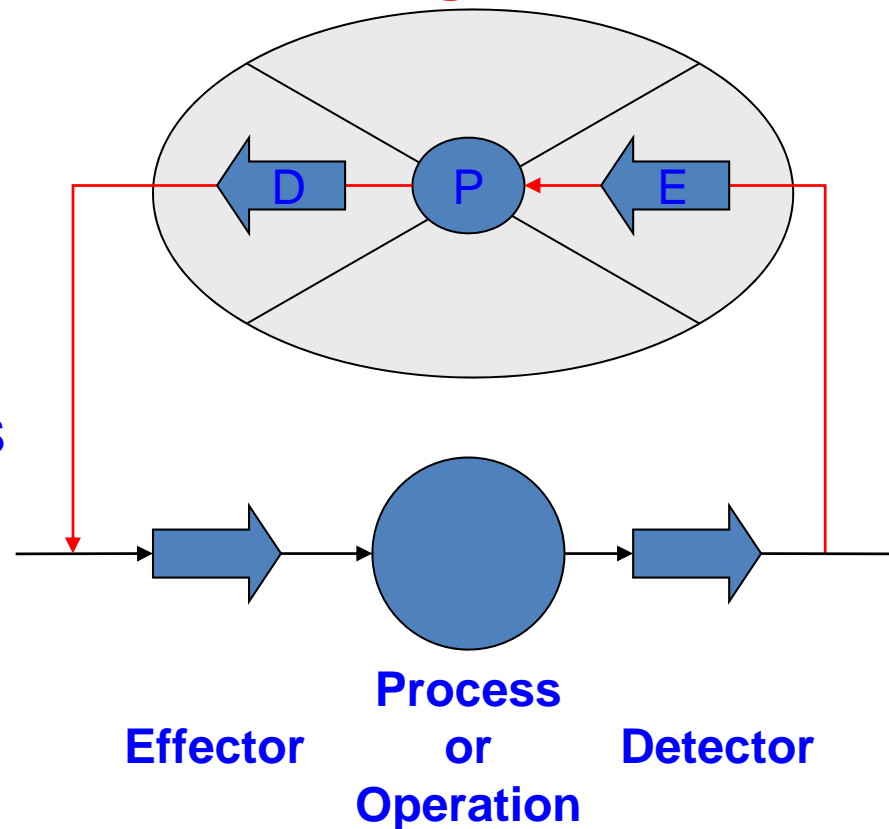 D P E
s
Process
Effector or Detector
Operation